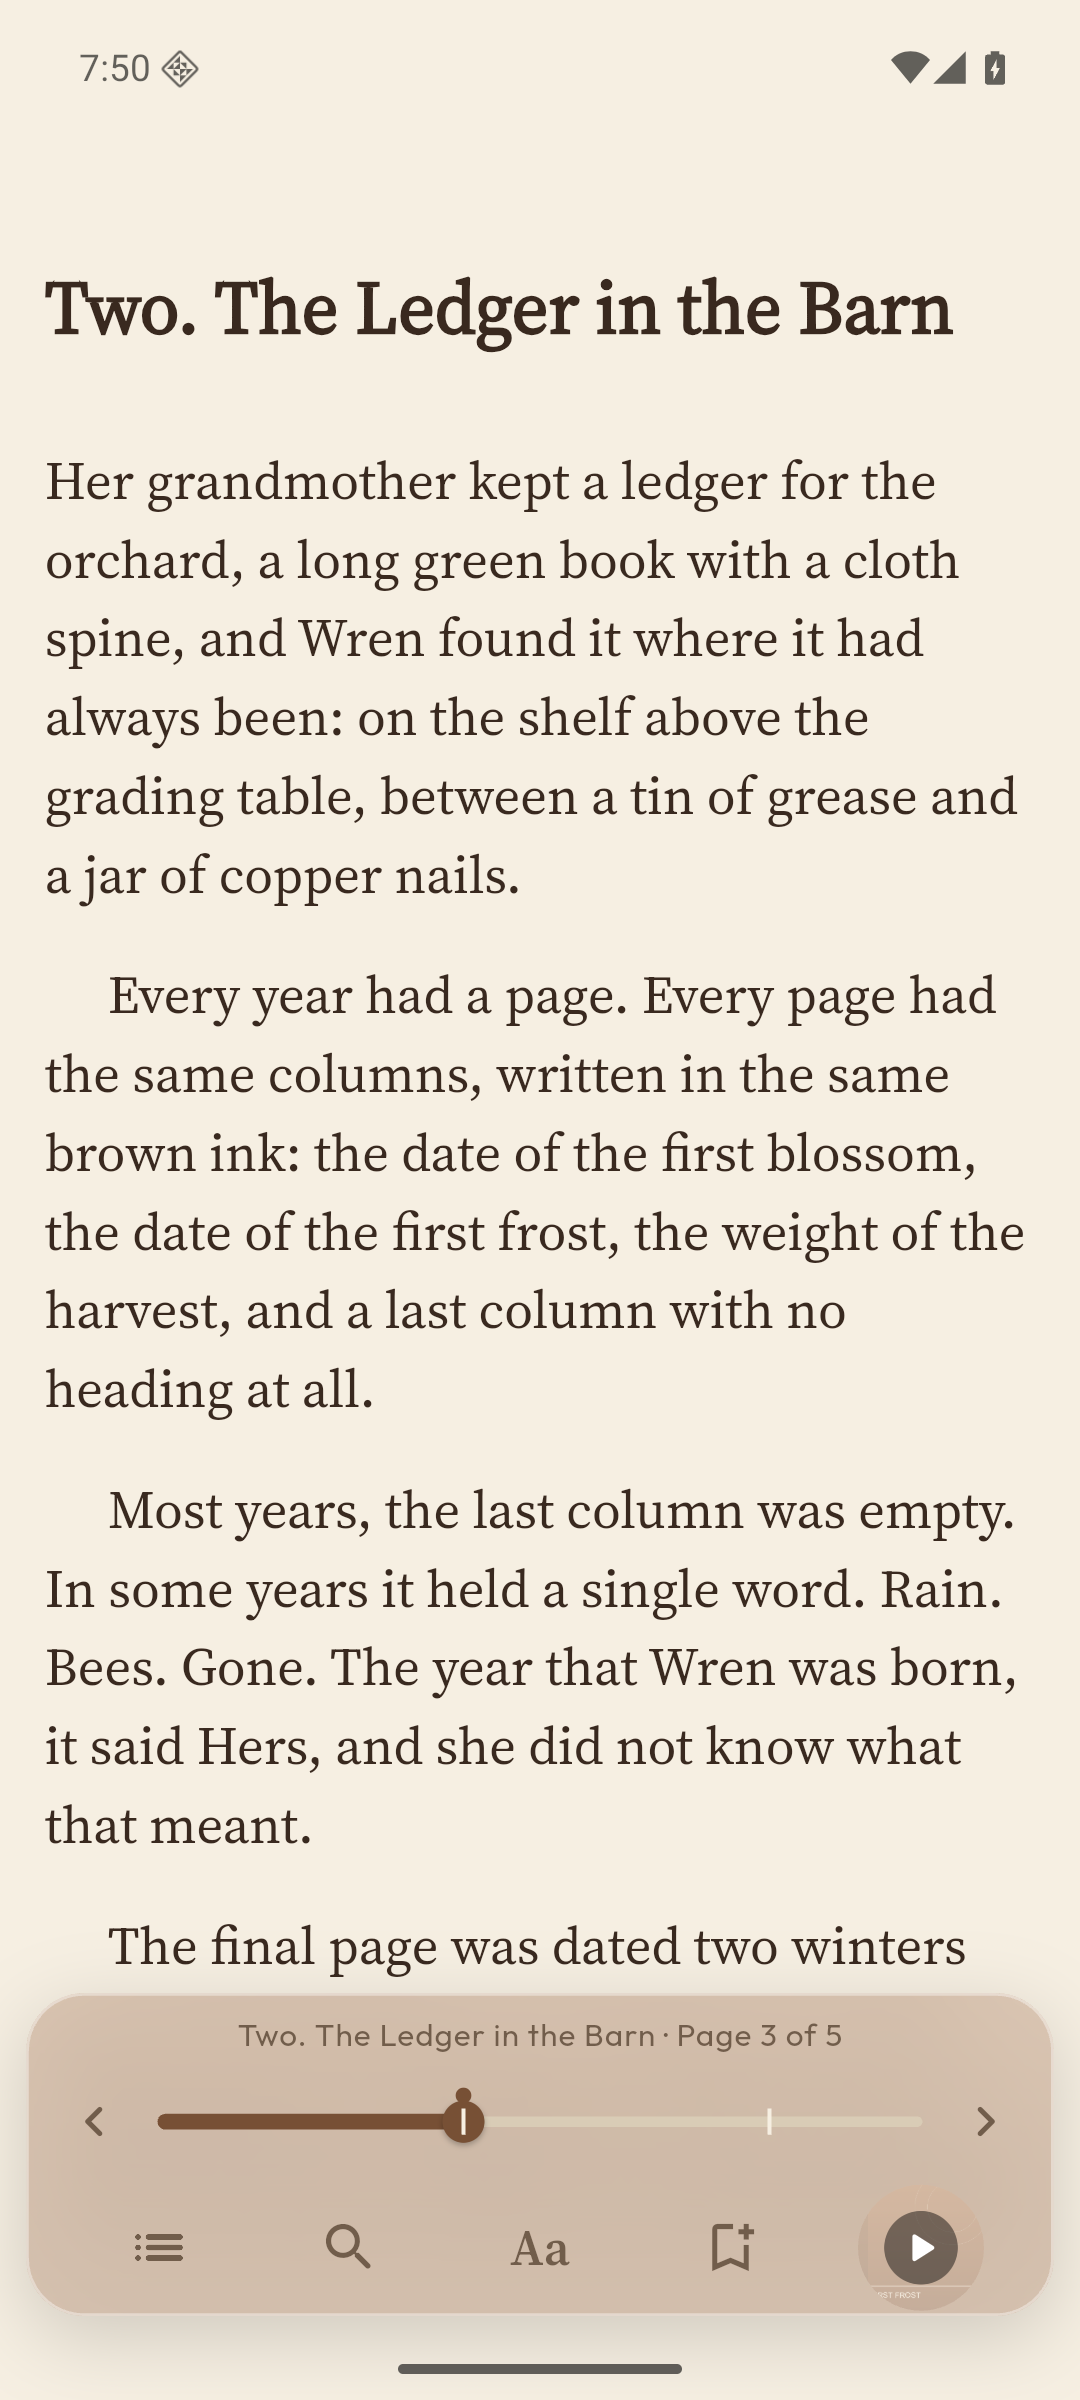 7:50
Two. The Ledger in the Barn
Her grandmother kept a ledger for the
orchard, a long green book with a cloth
spine, and Wren found it where it had
always been: on the shelf above the
grading table, between a tin of grease and
a jar of copper nails.
Every year had a page. Every page had
the same columns, written in the same
brown ink: the date of the first blossom,
the date of the first frost, the weight of the
harvest, and a last column with no
heading at all.
Most years, the last column was empty.
In some years it held a single word. Rain.
Bees. Gone. The year that Wren was born,
it said Hers, and she did not know what
that meant.
The final page was dated two winters
Two. The Ledger in the Barn · Page 3 of 5
Aa
FROST